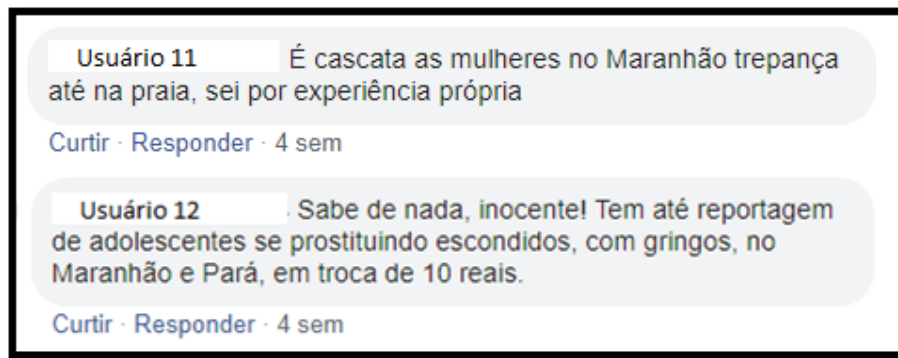 Usuário 11 É cascata as mulheres no Maranhão trepança
até na praia, sei por experiência própria
Curtir · Responder · 4 sem
Usuário 12 Sabe de nada, inocente! Tem até reportagem
de adolescentes se prostituindo escondidos, com gringos, no
Maranhão e Pará, em troca de 10 reais.
Curtir · Responder · 4 sem